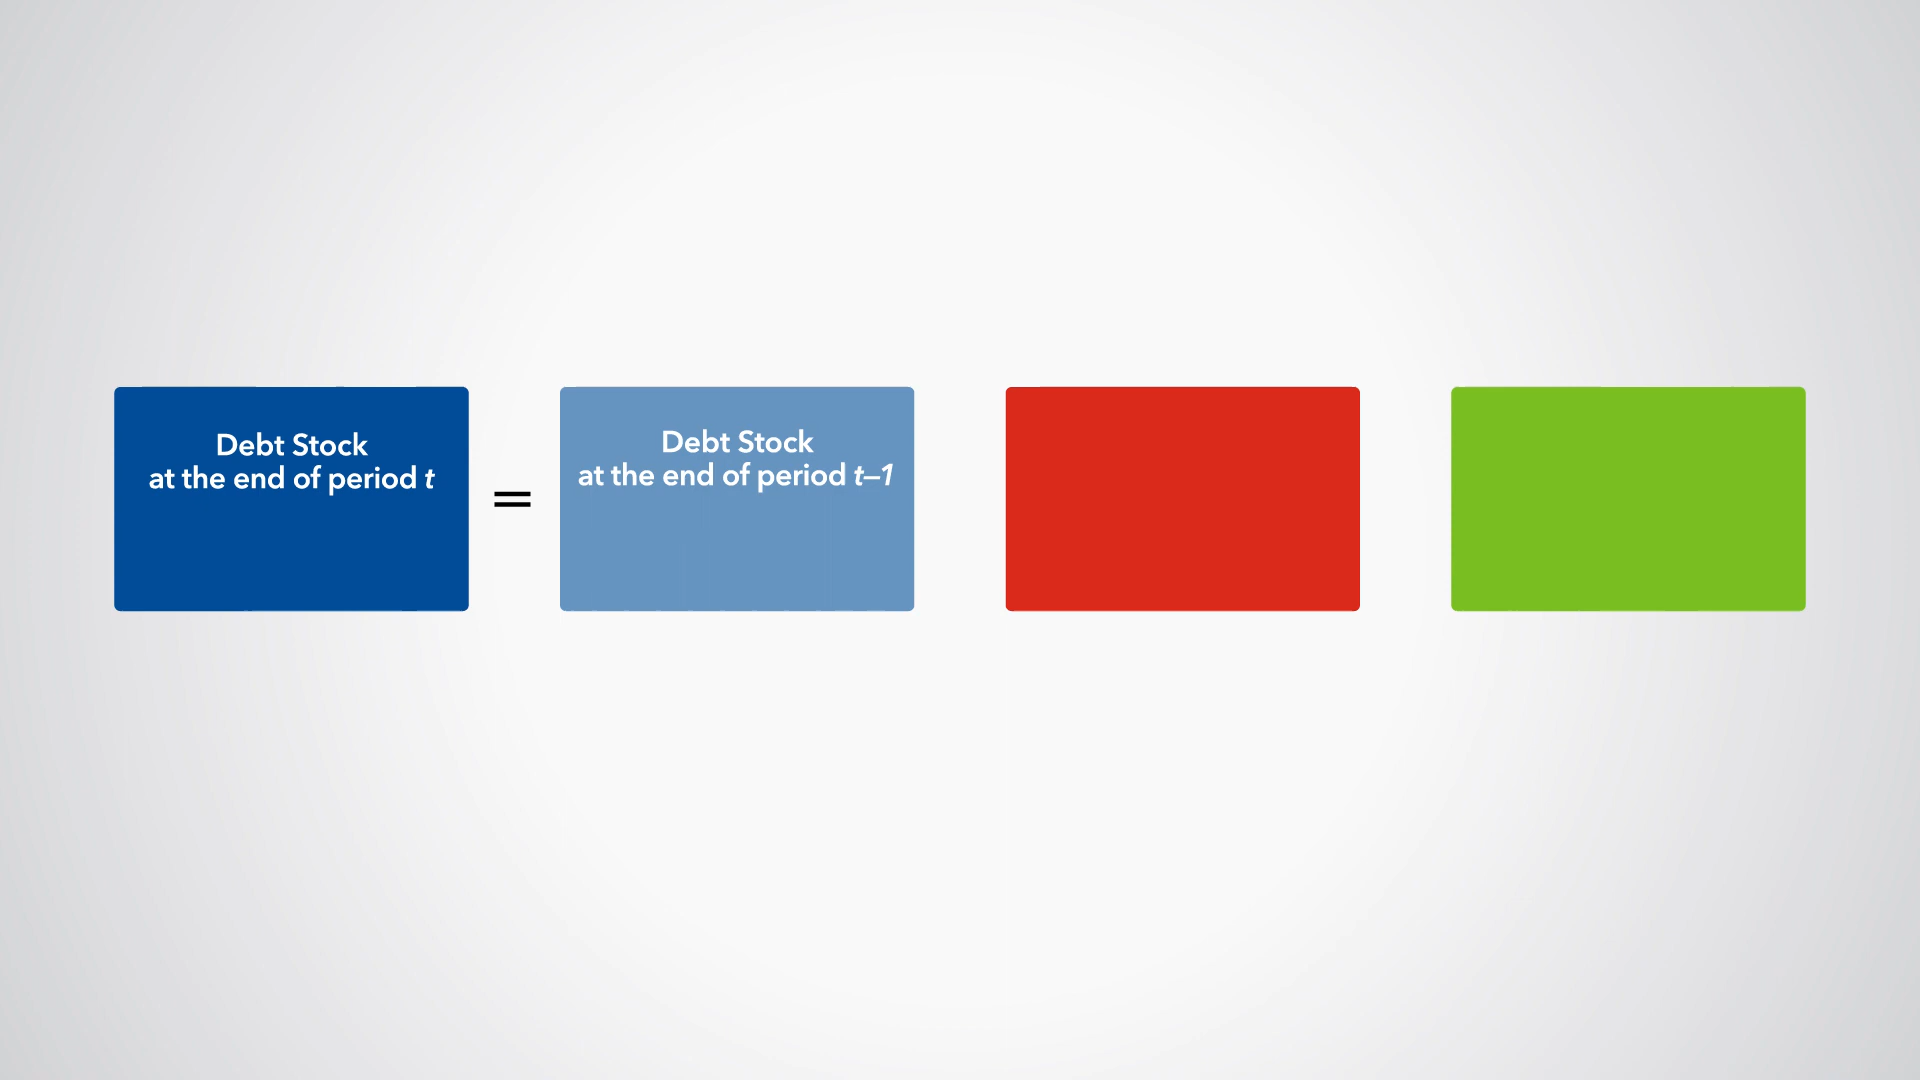 Debt Stock
at the end of period t
=
Debt Stock
at the end of period t–1